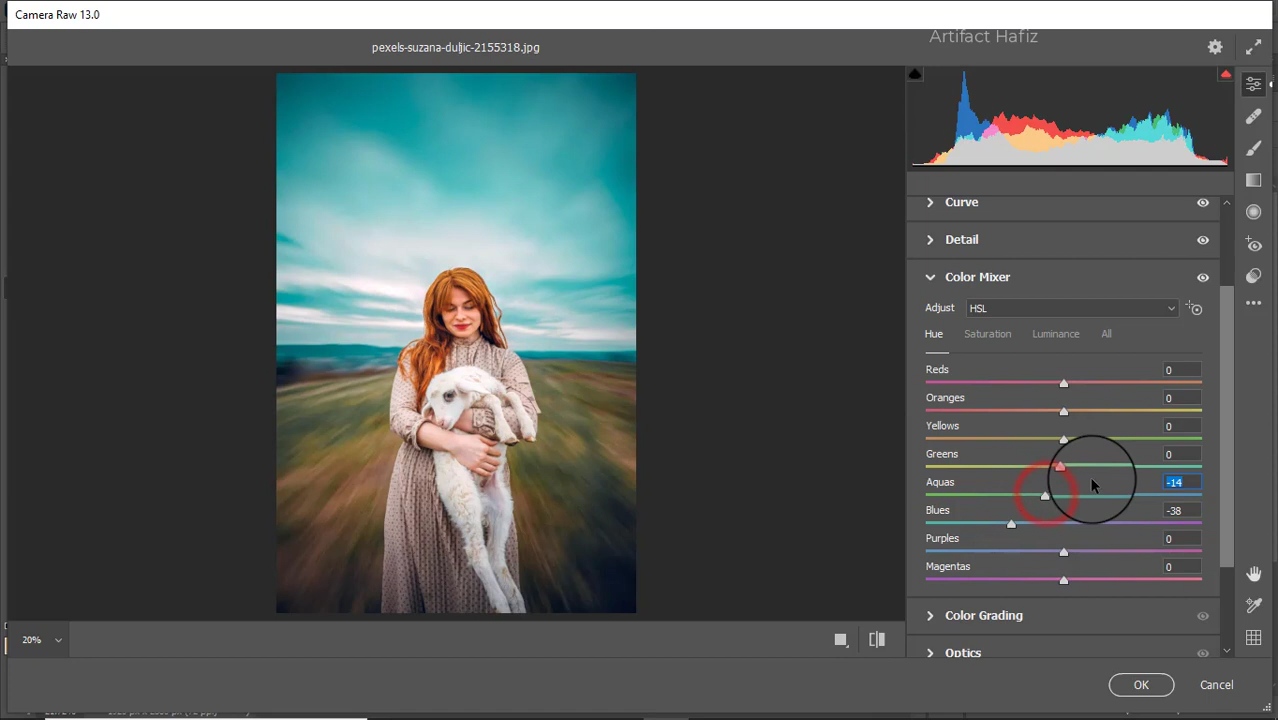 Camera Raw 13.0
Artifact Hafiz
pexels-suzana-duljic-2155318.jpg
Curve
Detail
Color Mixer
Adjust HSL
Hue Saturation Luminance All
Reds 0
Oranges 0
Yellows 0
Greens 0
Aquas -14
Blues -38
Purples 0
Magentas 0
Color Grading
Optics
20%
OK Cancel